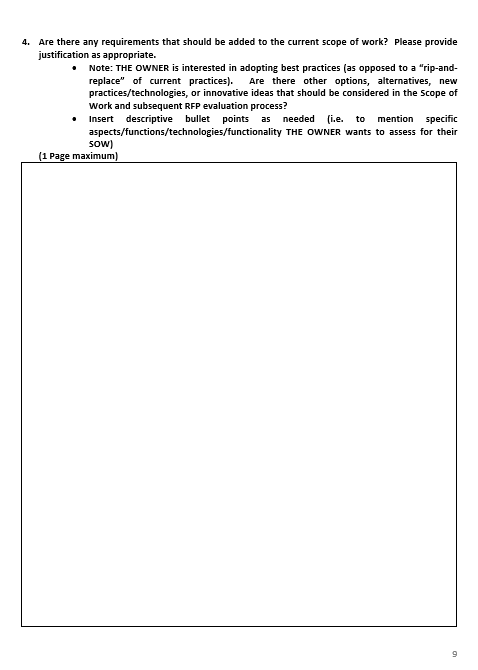 4. Are there any requirements that should be added to the current scope of work? Please provide
justification as appropriate.
• Note: THE OWNER is interested in adopting best practices (as opposed to a “rip-and-
replace” of current practices). Are there other options, alternatives, new
practices/technologies, or innovative ideas that should be considered in the Scope of
Work and subsequent RFP evaluation process?
• Insert descriptive bullet points as needed (i.e. to mention specific
aspects/functions/technologies/functionality THE OWNER wants to assess for their
SOW)
(1 Page maximum)
9